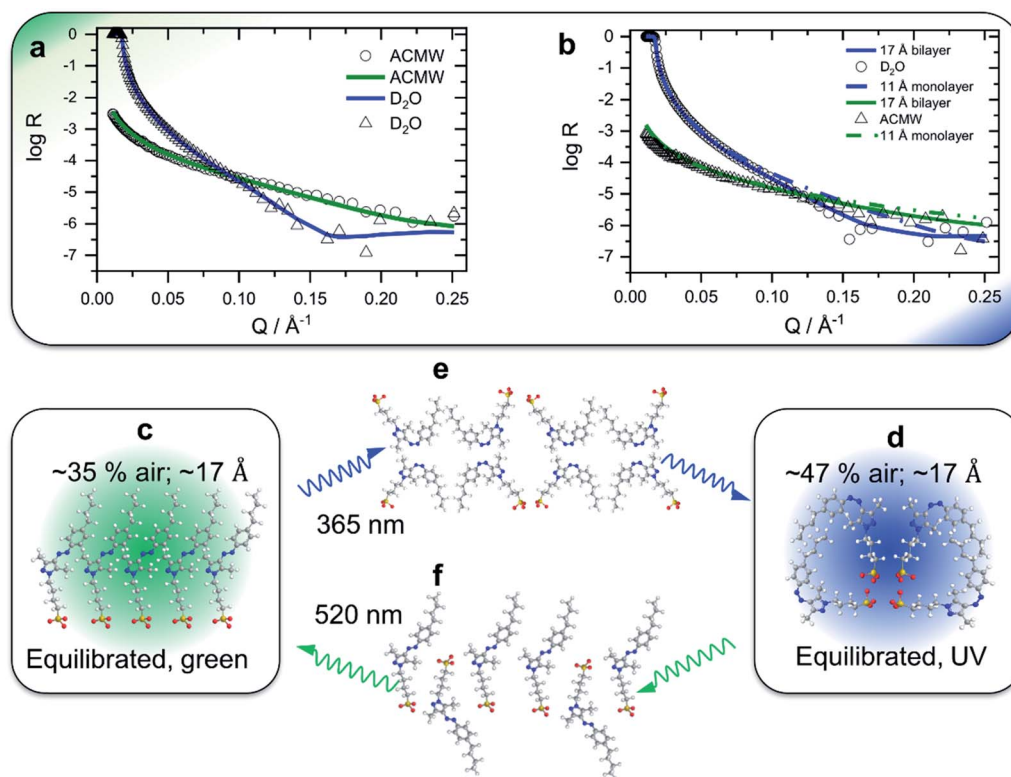 a
0
-1
-2
-3
-4
-5
-6
-7
log R
ACMW
ACMW
D₂O
D₂O
0.00 0.05 0.10 0.15 0.20 0.25
Q / Å⁻¹
b
0
-1
-2
-3
-4
-5
-6
-7
log R
17 Å bilayer
D₂O
11 Å monolayer
17 Å bilayer
ACMW
11 Å monolayer
0.00 0.05 0.10 0.15 0.20 0.25
Q / Å⁻¹
c
~35 % air; ~17 Å
Equilibrated, green
e
365 nm
f
520 nm
d
~47 % air; ~17 Å
Equilibrated, UV